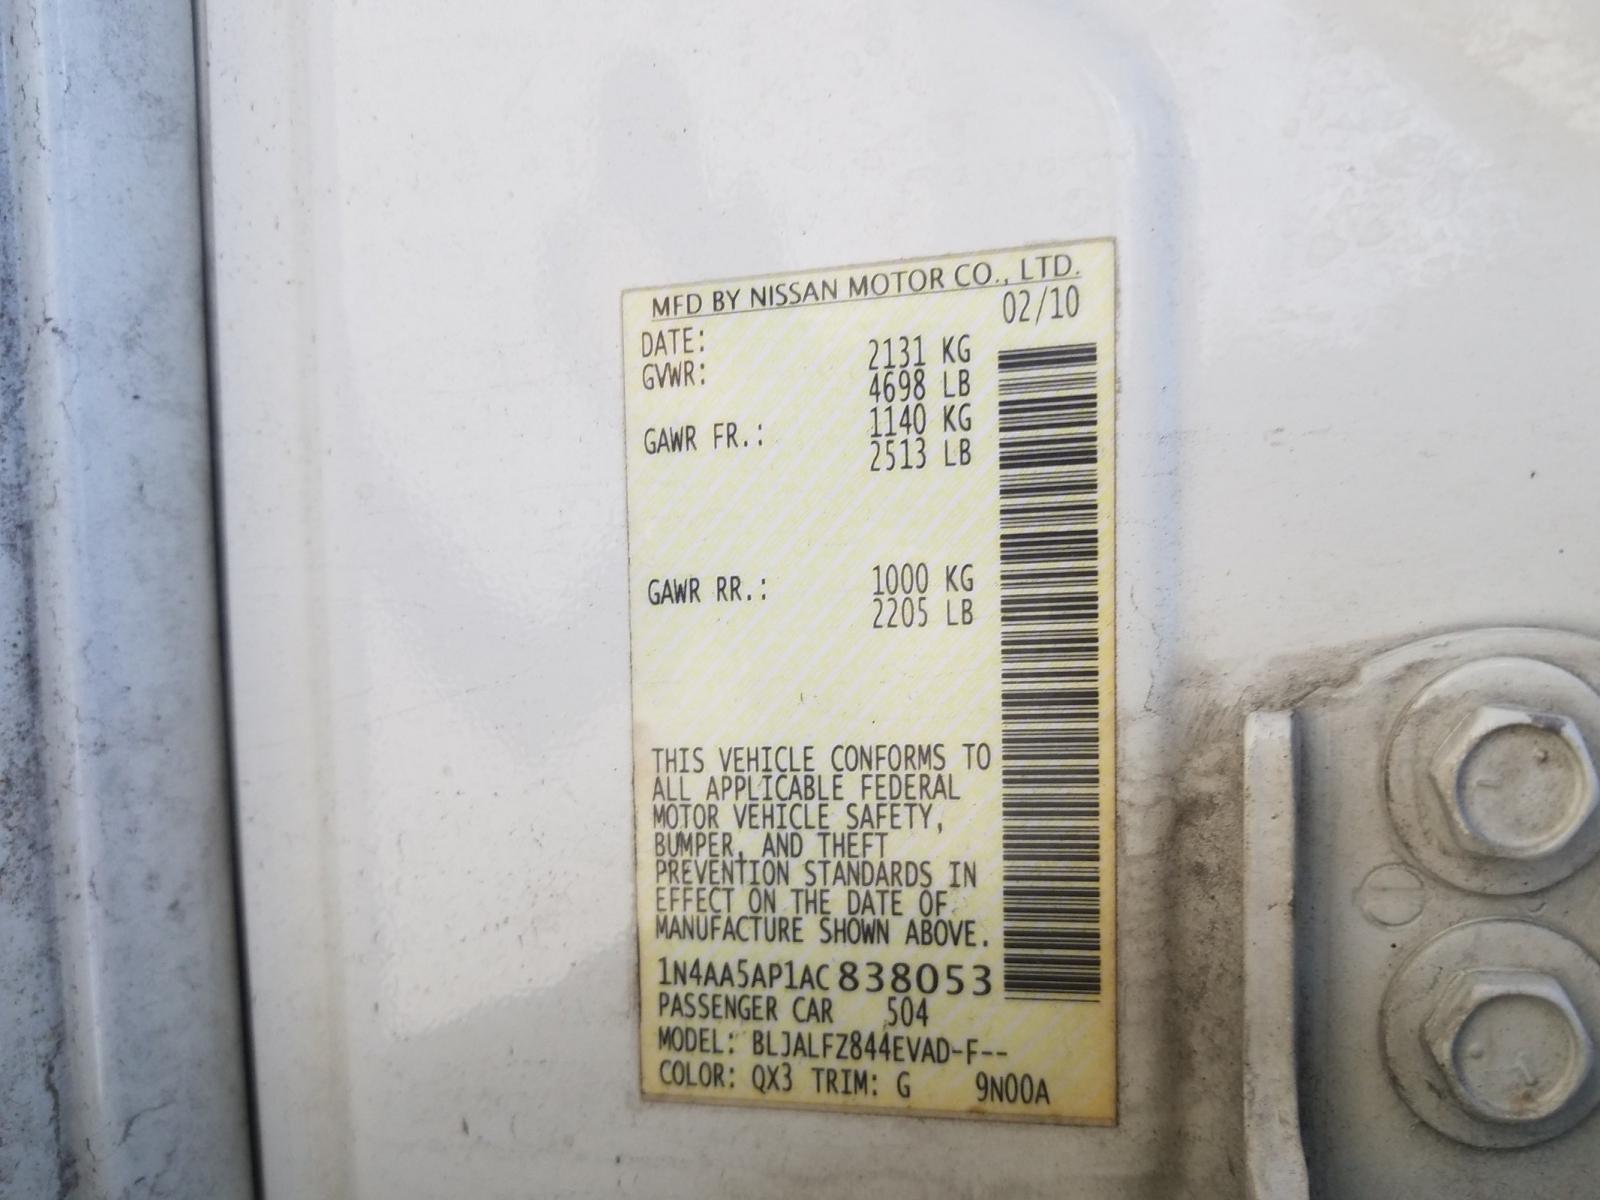 MFD BY NISSAN MOTOR CO., LTD.
DATE: 02/10
GVWR: 2131 KG
4698 LB
GAWR FR.: 1140 KG
2513 LB
GAWR RR.: 1000 KG
2205 LB
THIS VEHICLE CONFORMS TO
ALL APPLICABLE FEDERAL
MOTOR VEHICLE SAFETY,
BUMPER, AND THEFT
PREVENTION STANDARDS IN
EFFECT ON THE DATE OF
MANUFACTURE SHOWN ABOVE.
1N4AA5AP1AC838053
PASSENGER CAR 504
MODEL: BLJALFZ844EVAD-F--
COLOR: QX3 TRIM: G 9N00A